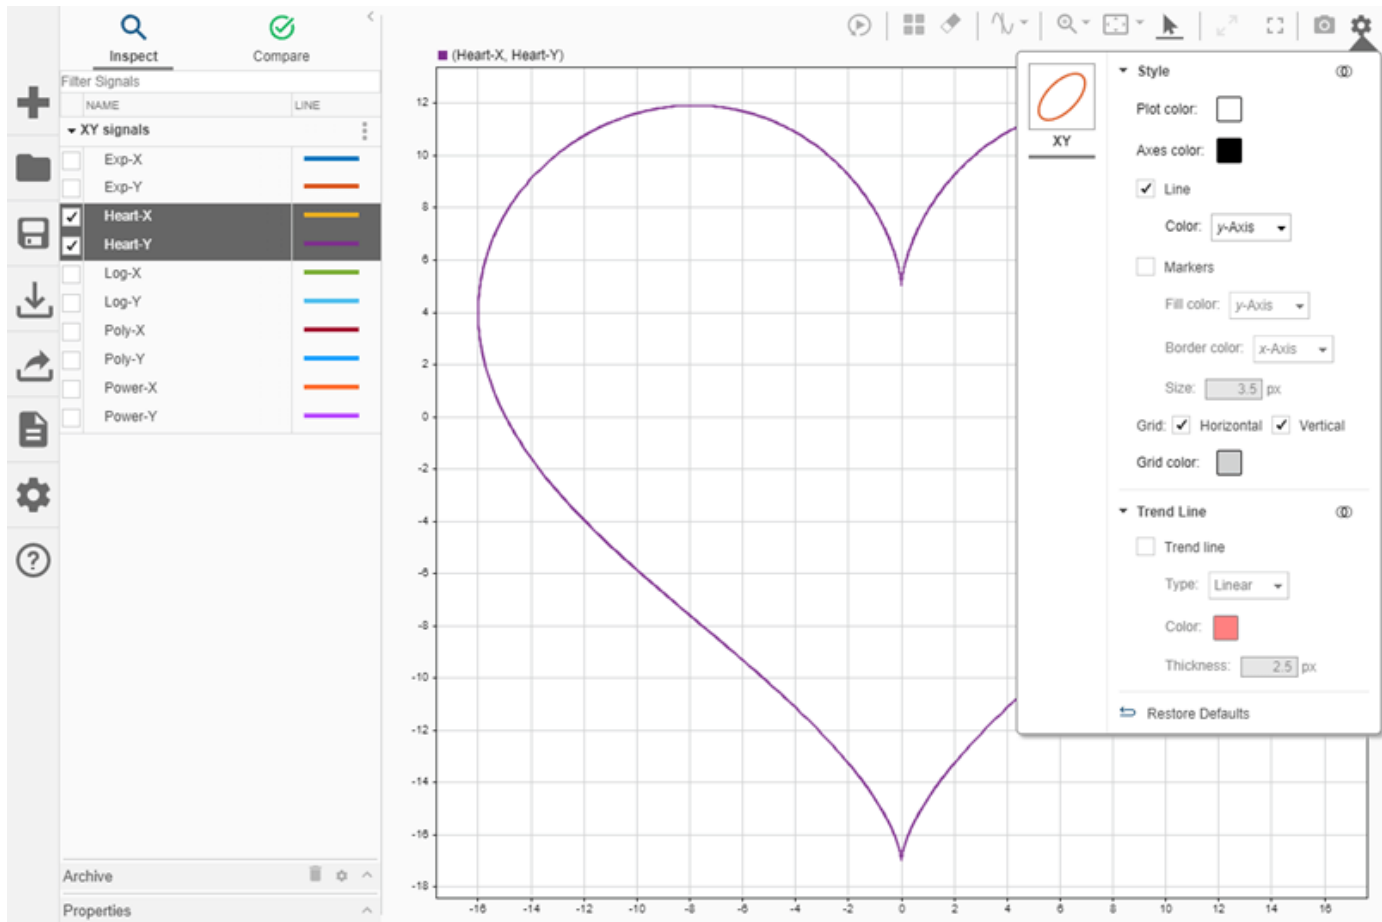 Inspect
Compare
Filter Signals
NAME
LINE
XY signals
Exp-X
Exp-Y
Heart-X
Heart-Y
Log-X
Log-Y
Poly-X
Poly-Y
Power-X
Power-Y
Archive
Properties
(Heart-X, Heart-Y)
12
10
8
6
4
2
0
-2
-4
-6
-8
-10
-12
-14
-16
-18
-16 -14 -12 -10 -8 -6 -4 -2 0 2 4 6 8 10 12 14 16
XY
Style
Plot color:
Axes color:
Line
Color: y-Axis
Markers
Fill color: y-Axis
Border color: x-Axis
Size: 3.5 px
Grid: Horizontal Vertical
Grid color:
Trend Line
Trend line
Type: Linear
Color:
Thickness: 2.5 px
Restore Defaults